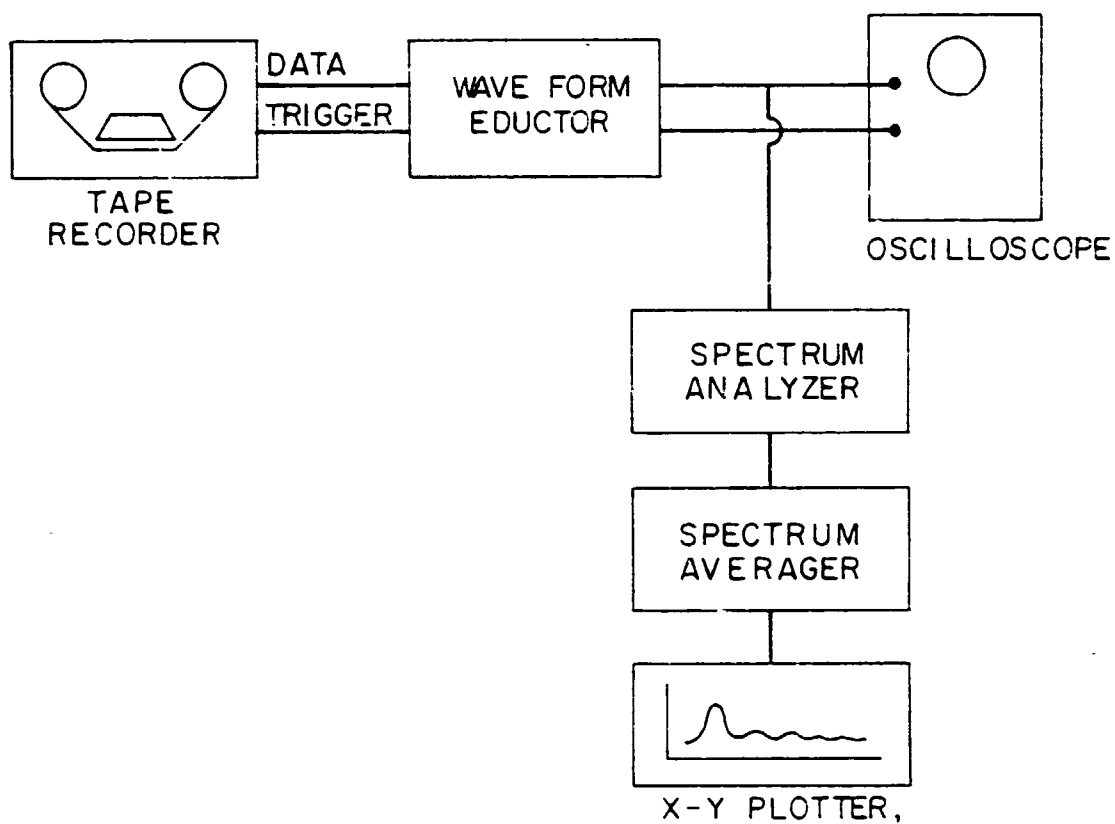 DATA
TRIGGER
TAPE
RECORDER
WAVE FORM
EDUCTOR
OSCILLOSCOPE
SPECTRUM
ANALYZER
SPECTRUM
AVERAGER
X-Y PLOTTER,